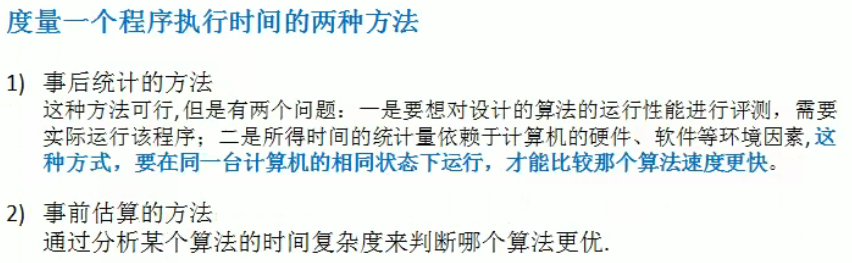 度量一个程序执行时间的两种方法
1) 事后统计的方法
这种方法可行,但是有两个问题：一是要想对设计的算法的运行性能进行评测，需要
实际运行该程序；二是所得时间的统计量依赖于计算机的硬件、软件等环境因素,这
种方式，要在同一台计算机的相同状态下运行，才能比较那个算法速度更快。
2) 事前估算的方法
通过分析某个算法的时间复杂度来判断哪个算法更优.